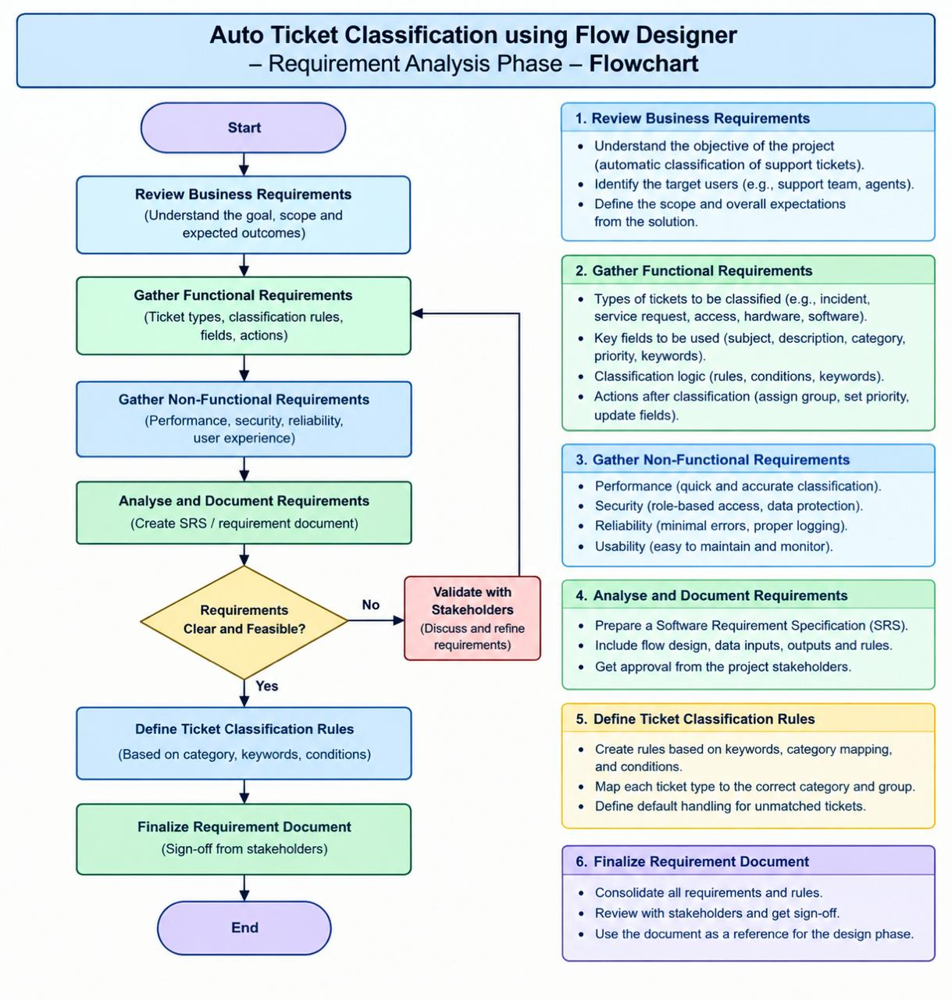 Auto Ticket Classification using Flow Designer
– Requirement Analysis Phase – Flowchart
Start
Review Business Requirements
(Understand the goal, scope and
expected outcomes)
Gather Functional Requirements
(Ticket types, classification rules,
fields, actions)
Gather Non-Functional Requirements
(Performance, security, reliability,
user experience)
Analyse and Document Requirements
(Create SRS / requirement document)
Requirements
Clear and Feasible?
No
Validate with
Stakeholders
(Discuss and refine
requirements)
Yes
Define Ticket Classification Rules
(Based on category, keywords, conditions)
Finalize Requirement Document
(Sign-off from stakeholders)
End
1. Review Business Requirements
• Understand the objective of the project
(automatic classification of support tickets).
• Identify the target users (e.g., support team, agents).
• Define the scope and overall expectations
from the solution.
2. Gather Functional Requirements
• Types of tickets to be classified (e.g., incident,
service request, access, hardware, software).
• Key fields to be used (subject, description, category,
priority, keywords).
• Classification logic (rules, conditions, keywords).
• Actions after classification (assign group, set priority,
update fields).
3. Gather Non-Functional Requirements
• Performance (quick and accurate classification).
• Security (role-based access, data protection).
• Reliability (minimal errors, proper logging).
• Usability (easy to maintain and monitor).
4. Analyse and Document Requirements
• Prepare a Software Requirement Specification (SRS).
• Include flow design, data inputs, outputs and rules.
• Get approval from the project stakeholders.
5. Define Ticket Classification Rules
• Create rules based on keywords, category mapping,
and conditions.
• Map each ticket type to the correct category and group.
• Define default handling for unmatched tickets.
6. Finalize Requirement Document
• Consolidate all requirements and rules.
• Review with stakeholders and get sign-off.
• Use the document as a reference for the design phase.